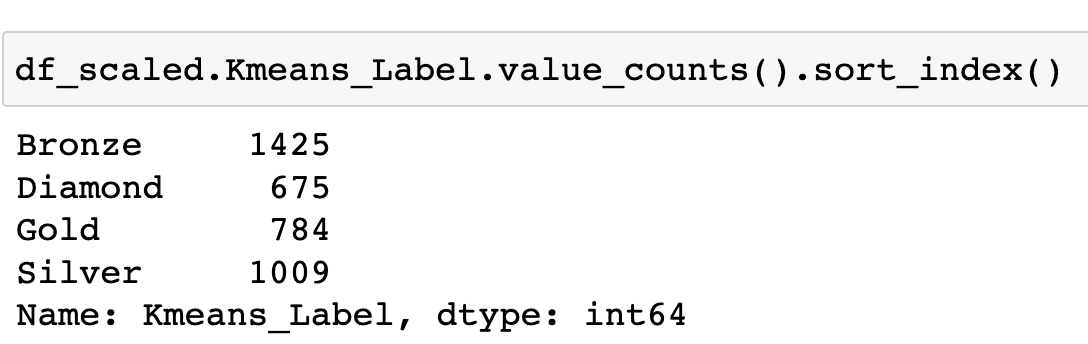 df_scaled.Kmeans_Label.value_counts().sort_index()
Bronze     1425
Diamond     675
Gold        784
Silver     1009
Name: Kmeans_Label, dtype: int64